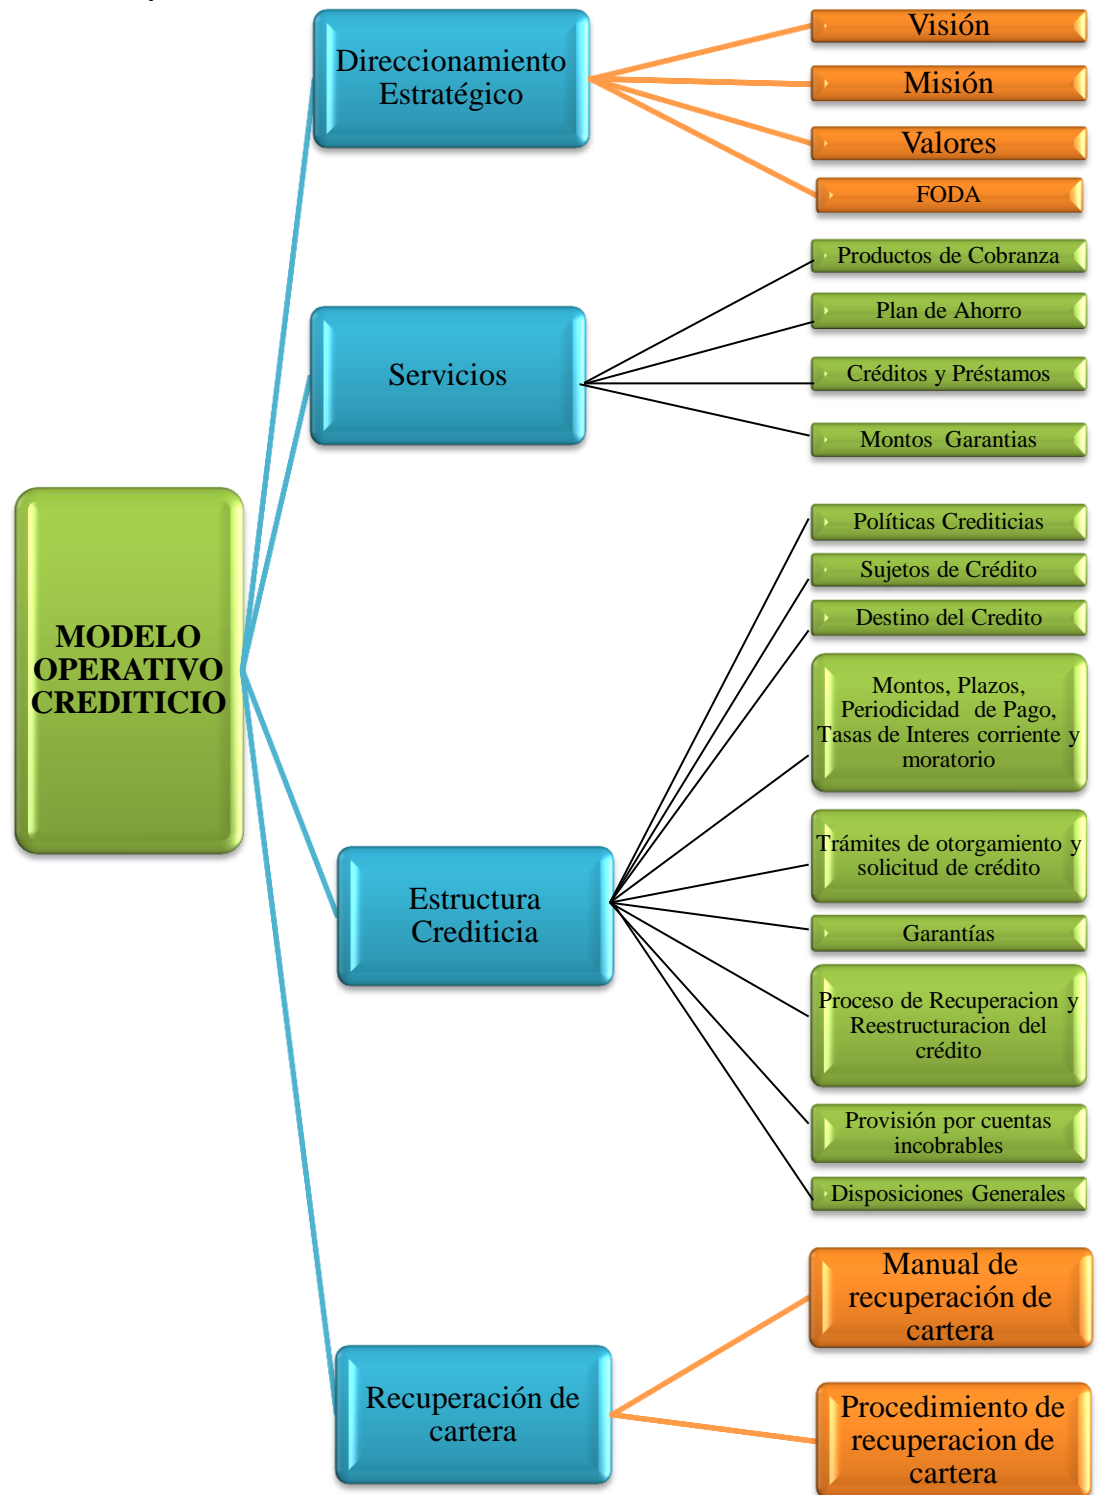 MODELO
OPERATIVO
CREDITICIO
Direccionamiento
Estratégico
Visión
Misión
Valores
FODA
Servicios
Productos de Cobranza
Plan de Ahorro
Créditos y Préstamos
Montos Garantias
Estructura
Crediticia
Políticas Crediticias
Sujetos de Crédito
Destino del Credito
Montos, Plazos,
Periodicidad de Pago,
Tasas de Interes corriente y
moratorio
Trámites de otorgamiento y
solicitud de crédito
Garantías
Proceso de Recuperacion y
Reestructuracion del
crédito
Provisión por cuentas
incobrables
Disposiciones Generales
Recuperación de
cartera
Manual de
recuperación de
cartera
Procedimiento de
recuperacion de
cartera